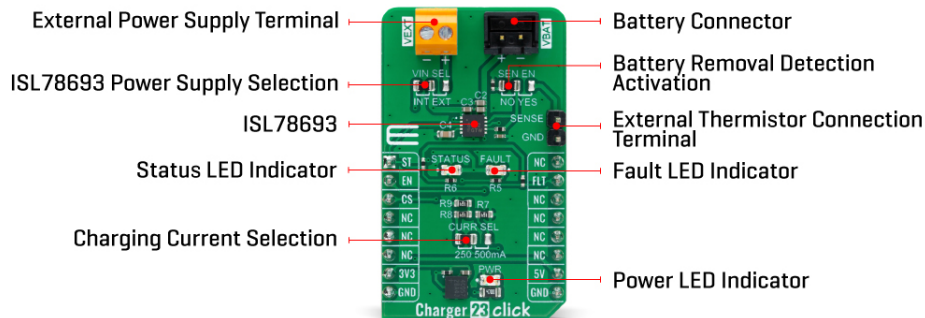 External Power Supply Terminal
Battery Connector
VEXT
VBAT
− +
+ −
ISL78693 Power Supply Selection
VIN SEL
SEN EN
Battery Removal Detection
Activation
INT EXT
NO YES
C2
C3
ISL78693
C4
SENSE
GND
External Thermistor Connection
Terminal
Status LED Indicator
ST
STATUS
FAULT
NC
Fault LED Indicator
EN
R6
R5
FLT
CS
R9
R7
NC
NC
R8
NC
Charging Current Selection
NC
CURR SEL
NC
NC
250 500mA
NC
3V3
PWR
5V
Power LED Indicator
GND
GND
Charger 23 click